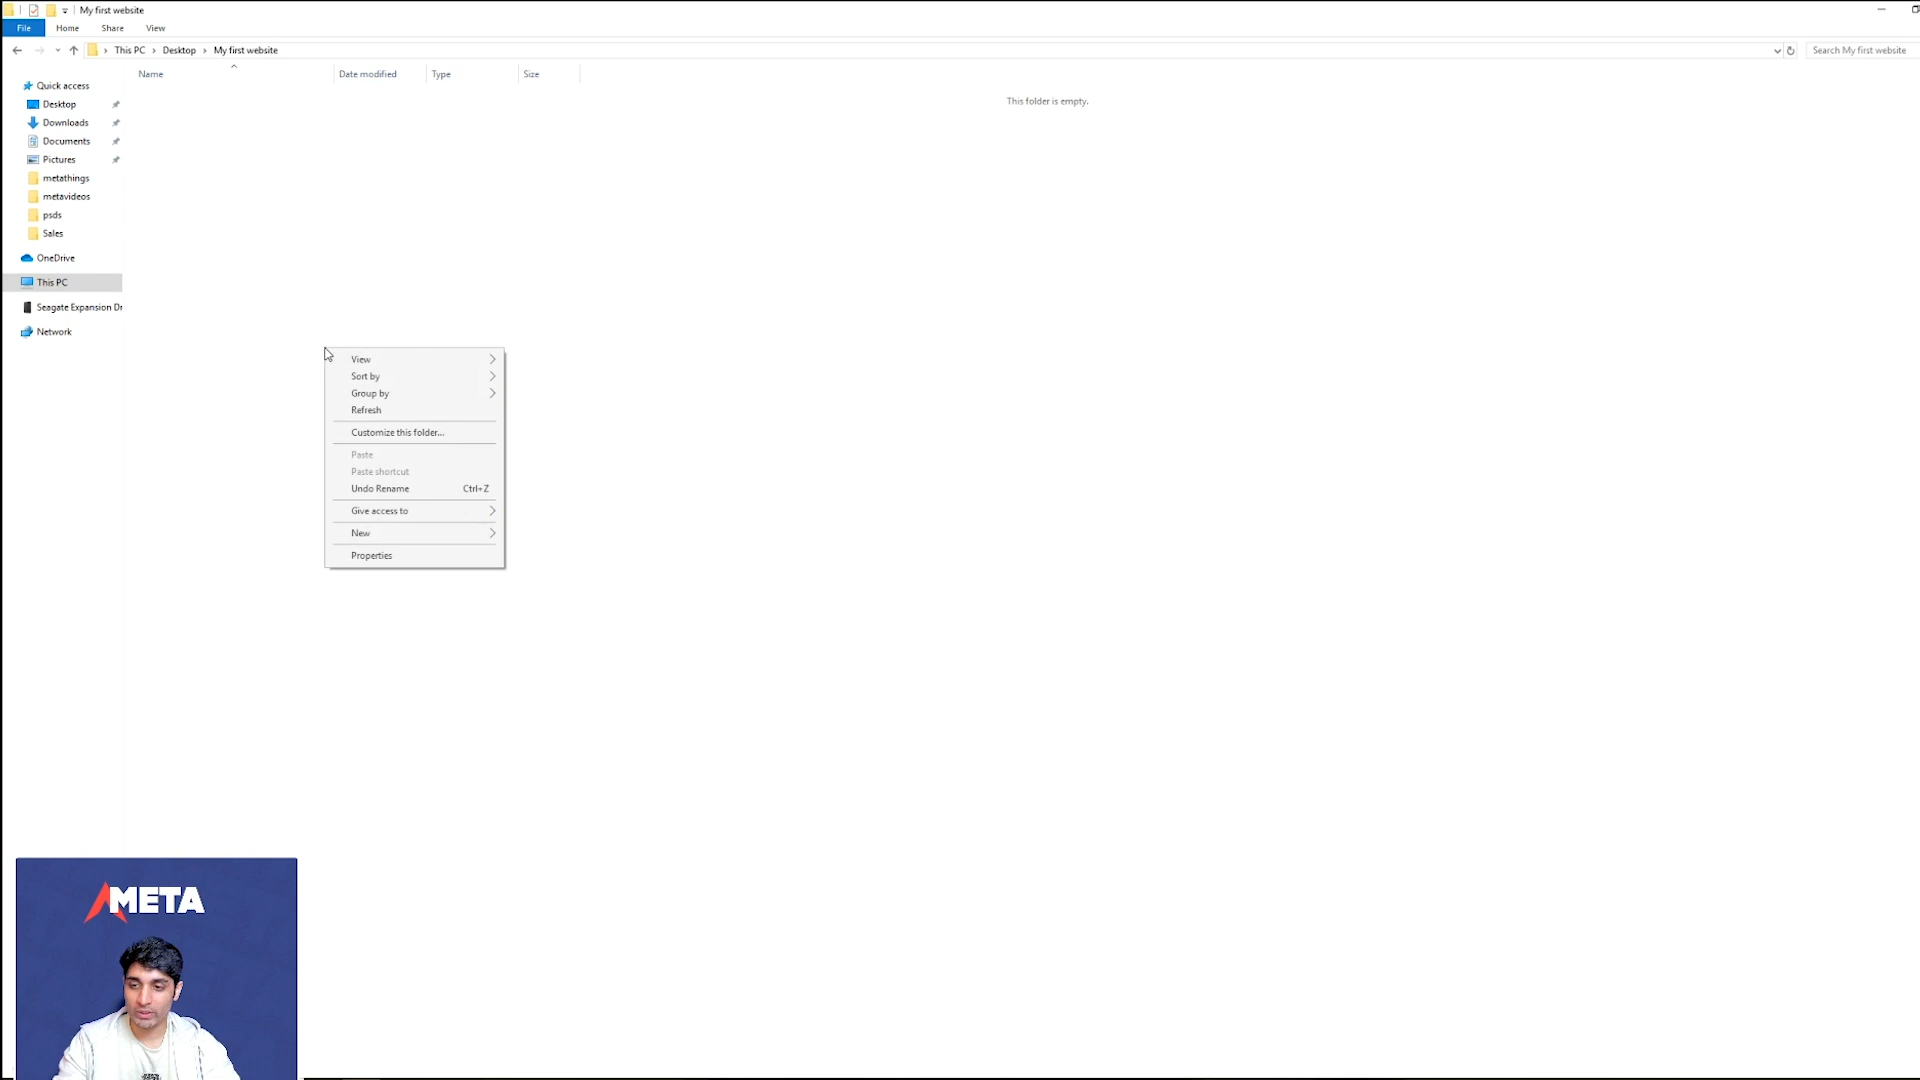 My first website
File Home Share View
This PC > Desktop > My first website
Search My first website
Name Date modified Type Size
This folder is empty.
Quick access
Desktop
Downloads
Documents
Pictures
metathings
metavideos
psds
Sales
OneDrive
This PC
Seagate Expansion Dr
Network
View
Sort by
Group by
Refresh
Customize this folder...
Paste
Paste shortcut
Undo Rename Ctrl+Z
Give access to
New
Properties
META